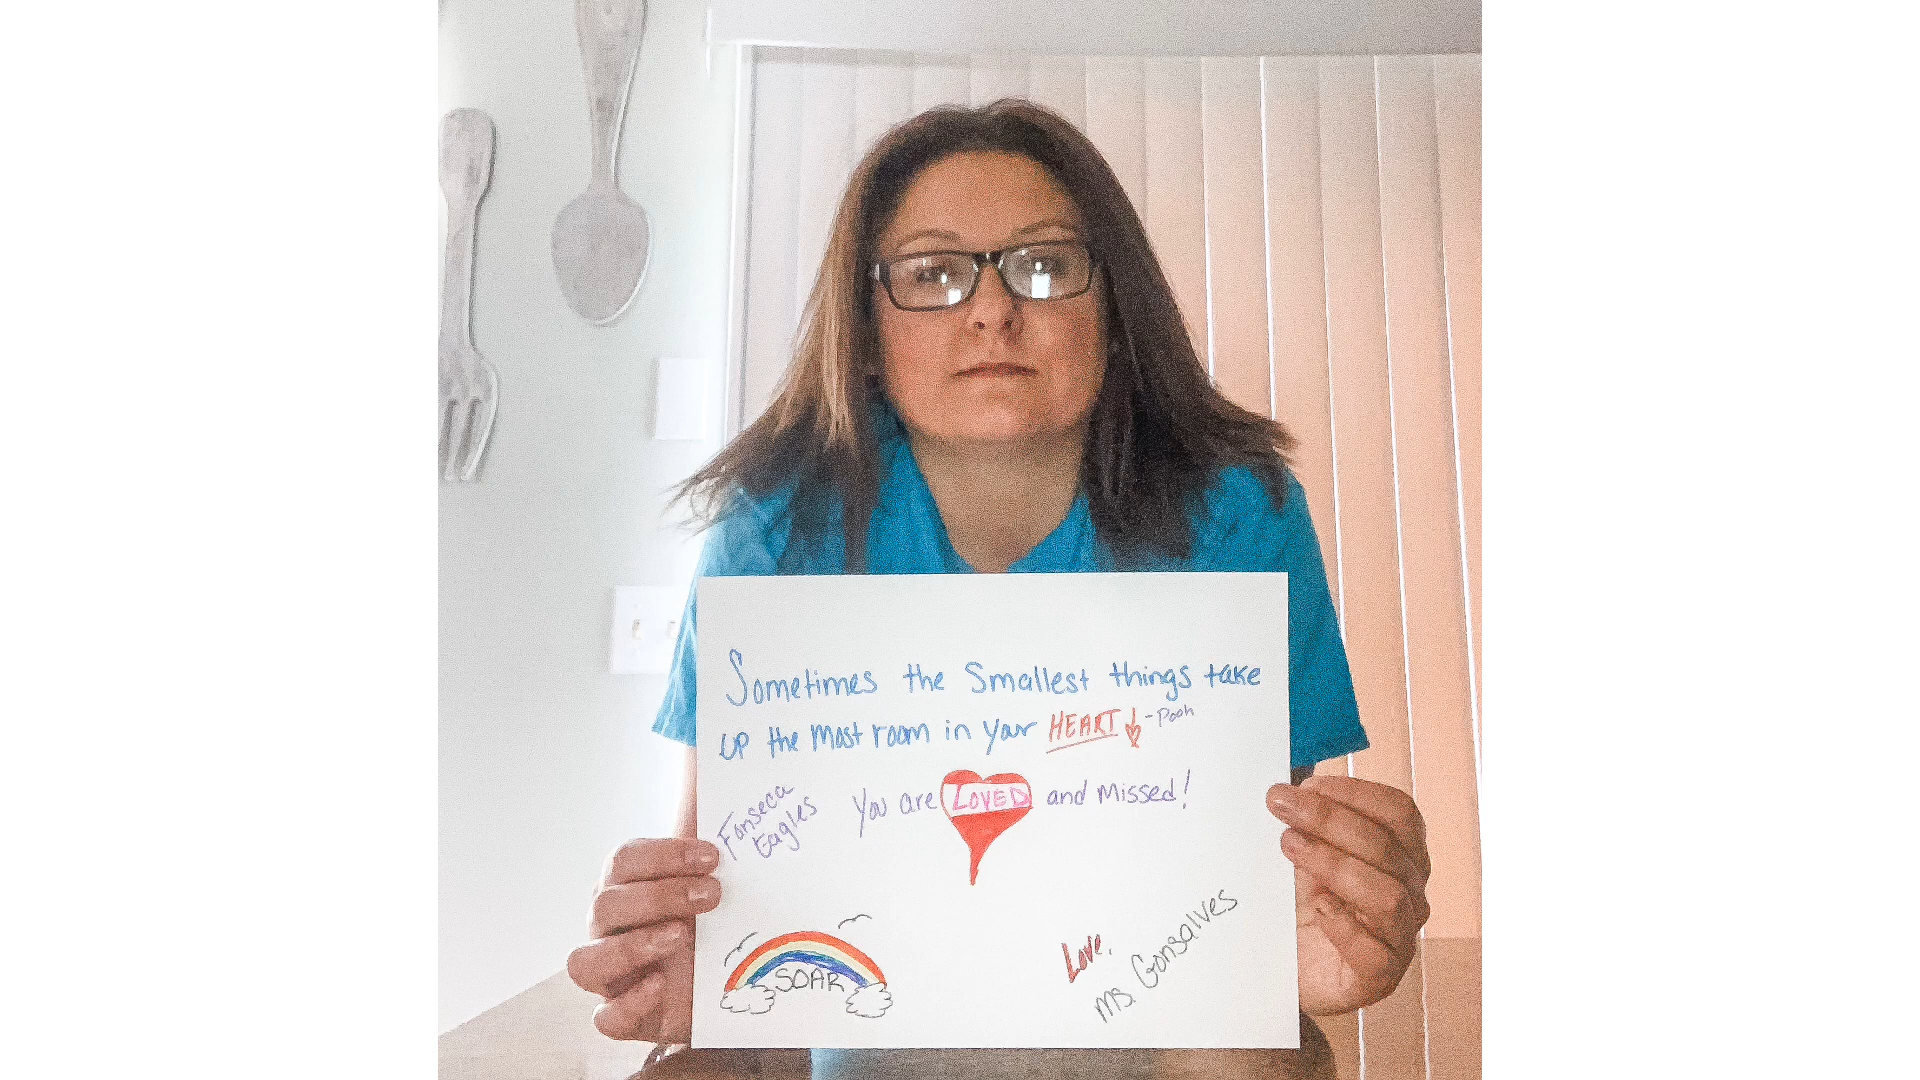 Sometimes the Smallest things take
up the most room in your HEART -Pooh
Fonseca
Eagles
You are LOVED and Missed!
SOAR
Love,
Ms. Gonsalves